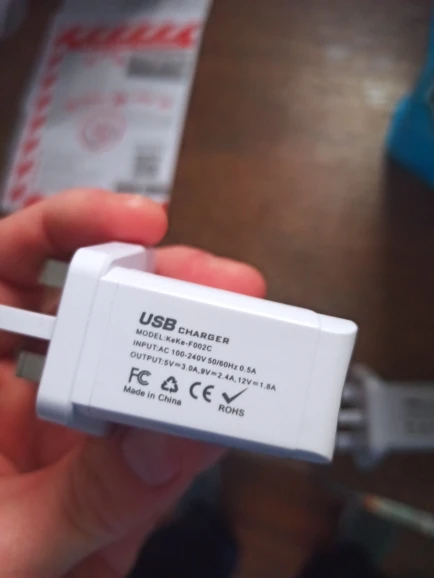 USB CHARGER
MODEL:KeKe-F002C
INPUT:AC 100-240V 50/60Hz 0.5A
OUTPUT:5V=3.0A,9V=2.4A,12V=1.8A
FC CE
Made in China ROHS